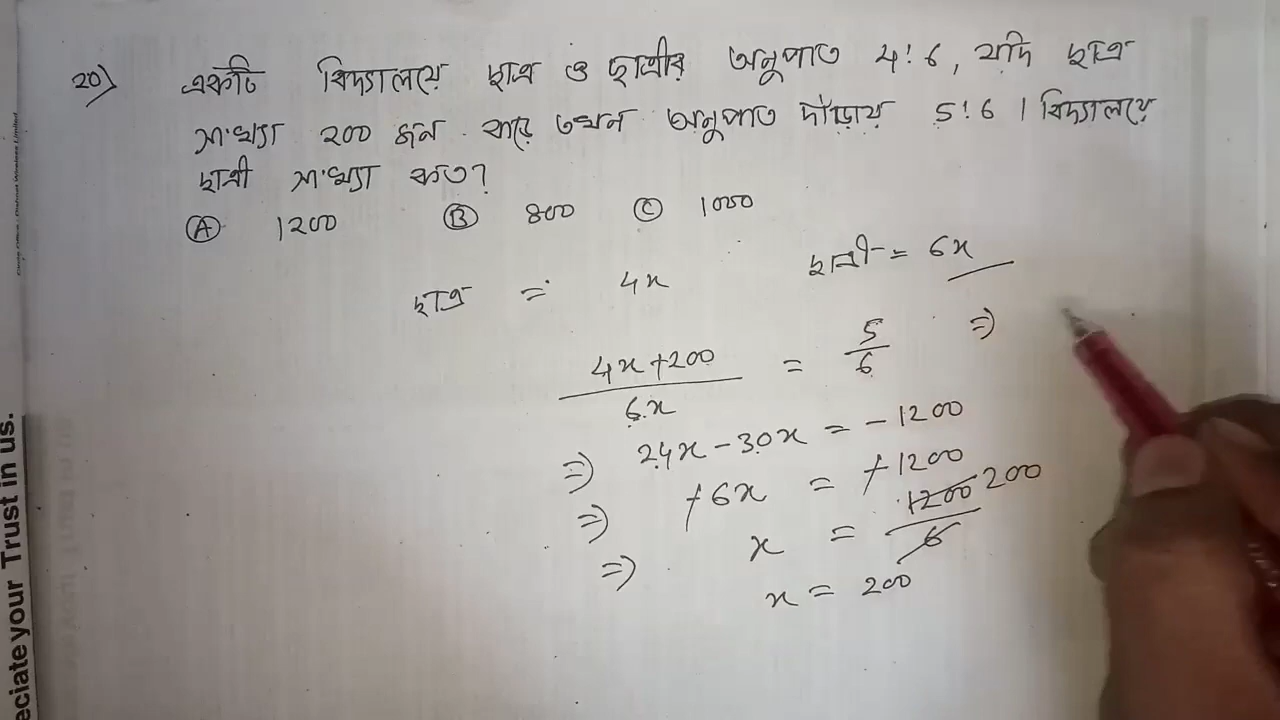 20) একটি বিদ্যালয়ে ছাত্র ও ছাত্রীর অনুপাত 4:6, যদি ছাত্র
সংখ্যা 200 জন বাড়ে তখন অনুপাত দাঁড়ায় 5:6 । বিদ্যালয়ে
ছাত্রী সংখ্যা কত?
Ⓐ 1200 Ⓑ 800 Ⓒ 1000
ছাত্র = 4x ছাত্রী = 6x
4x+200 / 6x = 5 / 6 ⇒
⇒ 24x - 30x = -1200
⇒ +6x = +1200
⇒ x = 1200 / 6 200
x = 200
eciate your Trust in us.